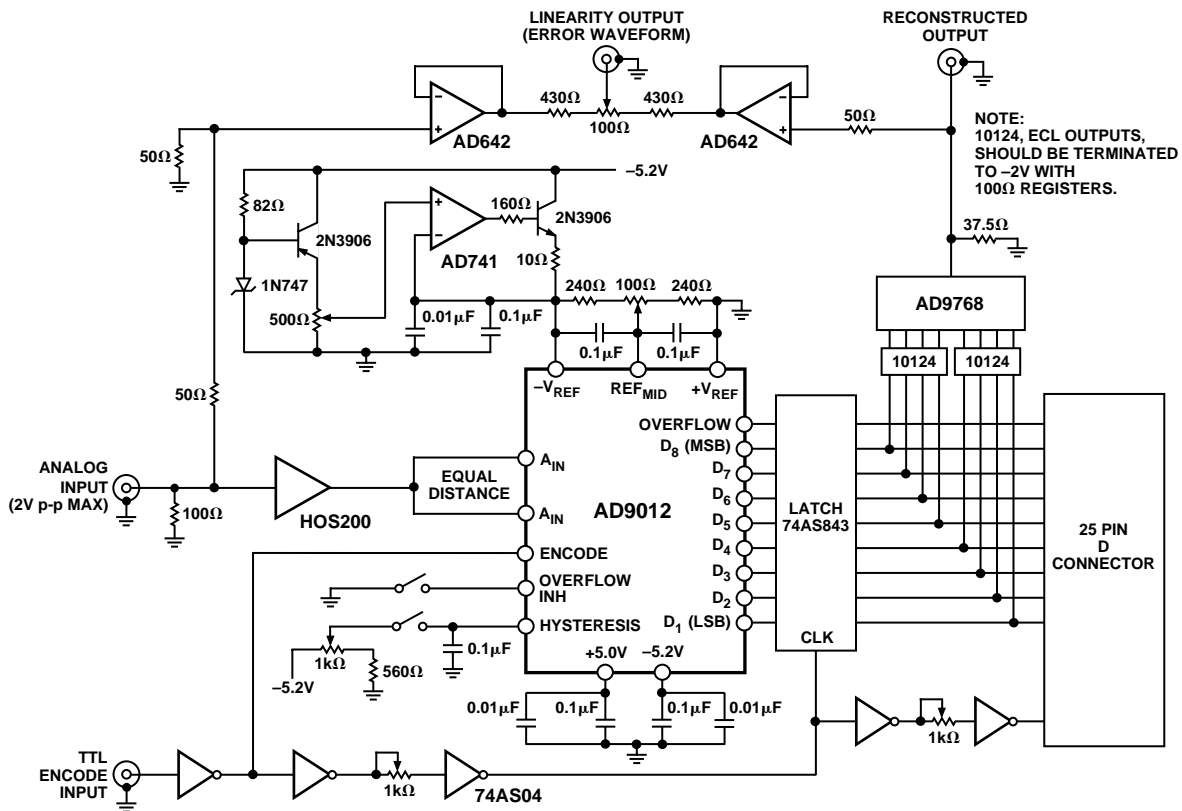 LINEARITY OUTPUT
(ERROR WAVEFORM)
RECONSTRUCTED
OUTPUT
430Ω
430Ω
100Ω
AD642
AD642
50Ω
50Ω
NOTE:
10124, ECL OUTPUTS,
SHOULD BE TERMINATED
TO –2V WITH
100Ω REGISTERS.
–5.2V
82Ω
2N3906
160Ω
2N3906
AD741
10Ω
37.5Ω
1N747
500Ω
0.01μF
0.1μF
240Ω
100Ω
240Ω
0.1μF
0.1μF
AD9768
10124
10124
50Ω
–VREF
REFMID
+VREF
ANALOG
INPUT
(2V p-p MAX)
100Ω
HOS200
EQUAL
DISTANCE
AIN
AIN
ENCODE
OVERFLOW
INH
HYSTERESIS
AD9012
OVERFLOW
D8 (MSB)
D7
D6
D5
D4
D3
D2
D1 (LSB)
LATCH
74AS843
CLK
25 PIN
D
CONNECTOR
–5.2V
1kΩ
560Ω
0.1μF
+5.0V
–5.2V
0.01μF
0.1μF
0.1μF
0.01μF
1kΩ
TTL
ENCODE
INPUT
1kΩ
74AS04